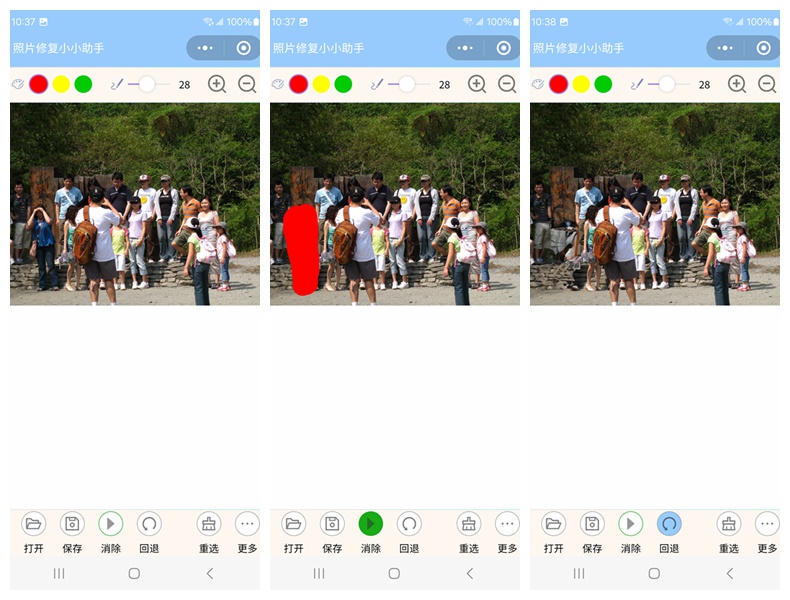 10:37
100%
照片修复小小助手
28
打开
保存
消除
回退
重选
更多
10:37
100%
照片修复小小助手
28
打开
保存
消除
回退
重选
更多
10:38
100%
照片修复小小助手
28
打开
保存
消除
回退
重选
更多